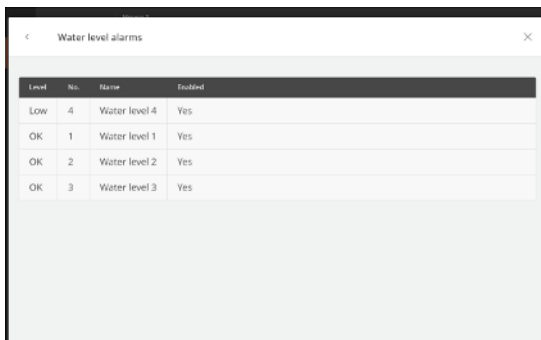 Water level alarms
Level No. Name Enabled
Low 4 Water level 4 Yes
OK 1 Water level 1 Yes
OK 2 Water level 2 Yes
OK 3 Water level 3 Yes